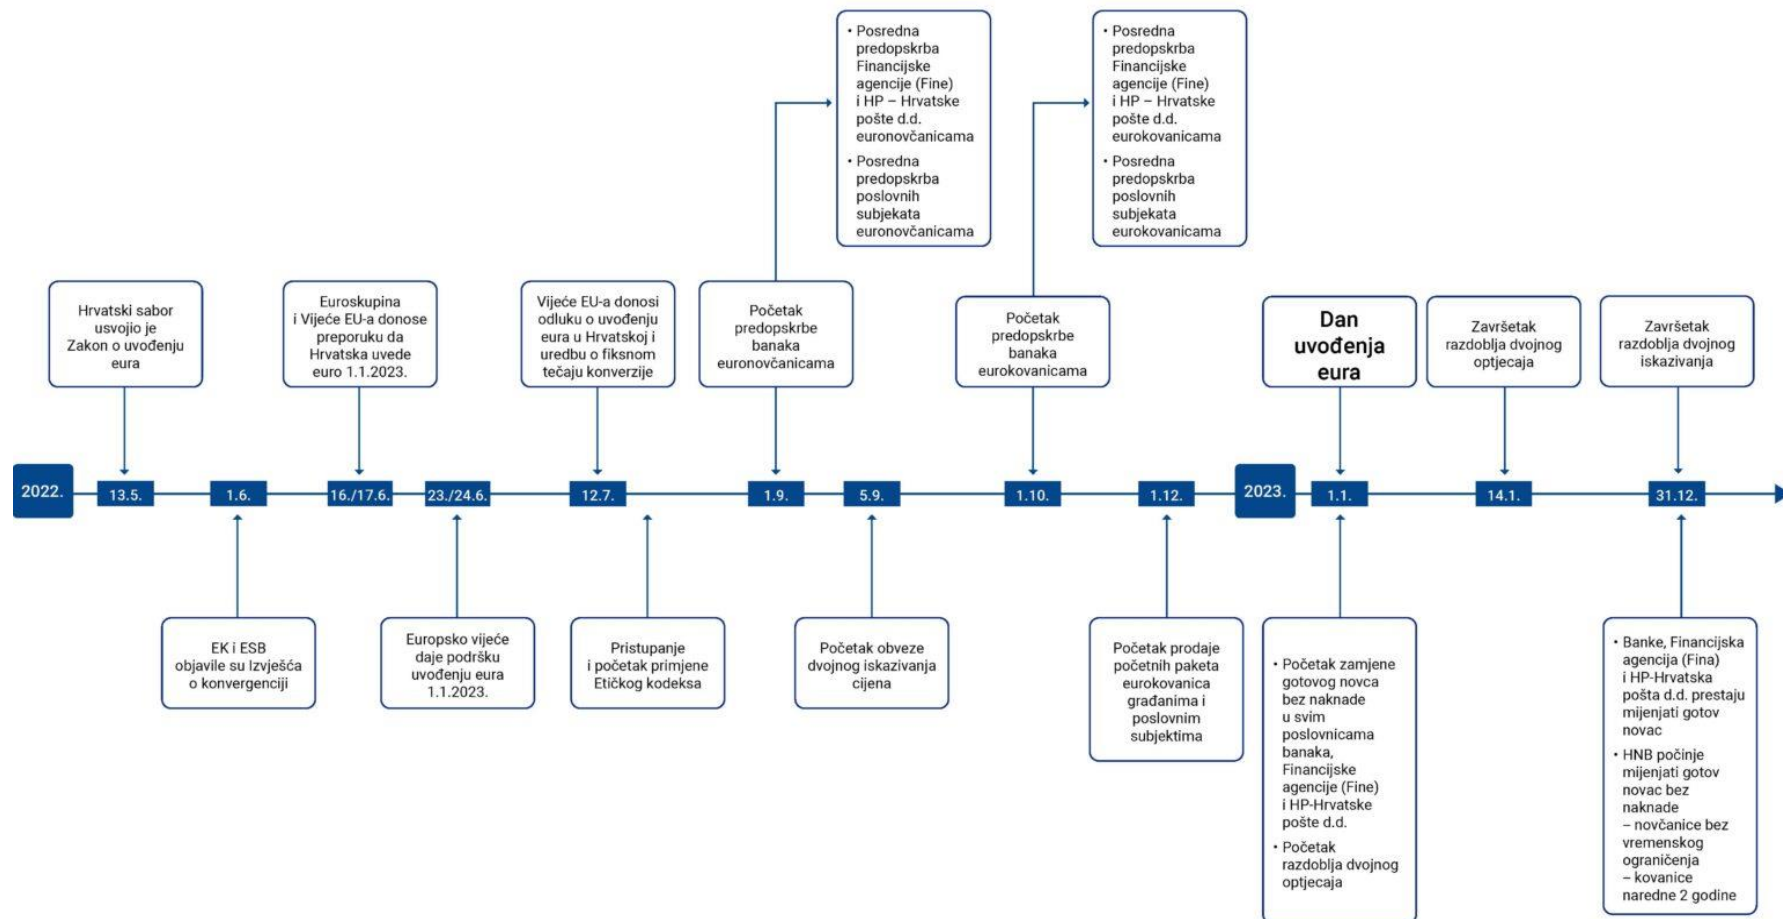 • Posredna
predopskrba
Financijske
agencije (Fine)
i HP – Hrvatske
pošte d.d.
euronovčanicama
• Posredna
predopskrba
poslovnih
subjekata
euronovčanicama
• Posredna
predopskrba
Financijske
agencije (Fine)
i HP – Hrvatske
pošte d.d.
eurokovanicama
• Posredna
predopskrba
poslovnih
subjekata
eurokovanicama
Hrvatski sabor
usvojio je
Zakon o uvođenju
eura
Euroskupina
i Vijeće EU-a donose
preporuku da
Hrvatska uvede
euro 1.1.2023.
Vijeće EU-a donosi
odluku o uvođenju
eura u Hrvatskoj i
uredbu o fiksnom
tečaju konverzije
Početak
predopskrbe
banaka
euronovčanicama
Početak
predopskrbe
banaka
eurokovanicama
Dan
uvođenja
eura
Završetak
razdoblja dvojnog
optjecaja
Završetak
razdoblja dvojnog
iskazivanja
2022.
13.5.
1.6.
16./17.6.
23./24.6.
12.7.
1.9.
5.9.
1.10.
1.12.
2023.
1.1.
14.1.
31.12.
EK i ESB
objavile su Izvješća
o konvergenciji
Europsko vijeće
daje podršku
uvođenju eura
1.1.2023.
Pristupanje
i početak primjene
Etičkog kodeksa
Početak obveze
dvojnog iskazivanja
cijena
Početak prodaje
početnih paketa
eurokovanica
građanima i
poslovnim
subjektima
• Početak zamjene
gotovog novca
bez naknade
u svim
poslovnicama
banaka,
Financijske
agencije (Fine)
i HP-Hrvatske
pošte d.d.
• Početak
razdoblja dvojnog
optjecaja
• Banke, Financijska
agencija (Fina)
i HP-Hrvatska
pošta d.d. prestaju
mijenjati gotov
novac
• HNB počinje
mijenjati gotov
novac bez
naknade
– novčanice bez
vremenskog
ograničenja
– kovanice
naredne 2 godine